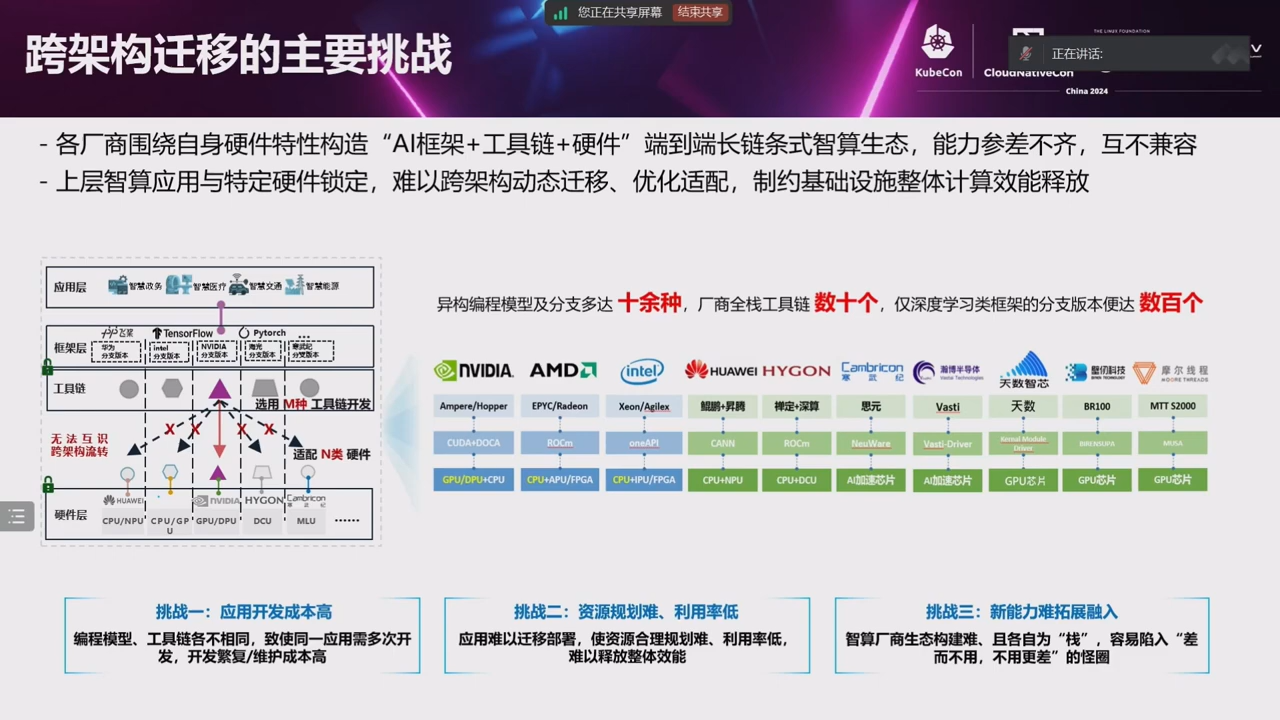 您正在共享屏幕 结束共享
跨架构迁移的主要挑战
THE LINUX FOUNDATION
正在讲话:
KubeCon
CloudNativeCon
China 2024
- 各厂商围绕自身硬件特性构造“AI框架+工具链+硬件”端到端长链条式智算生态，能力参差不齐，互不兼容
- 上层智算应用与特定硬件锁定，难以跨架构动态迁移、优化适配，制约基础设施整体计算效能释放
应用层 智慧政务 智慧医疗 智慧交通 智慧能源
框架层 飞桨 TensorFlow Pytorch ...
华为分支版本 intel分支版本 NVIDIA分支版本 海光分支版本 寒武纪分支版本
工具链
选用 M种 工具链开发
X X X X
无法互识
跨架构流转
适配 N类 硬件
HUAWEI NVIDIA HYGON Cambricon
硬件层 CPU/NPU CPU/GPU GPU/DPU DCU MLU ······
异构编程模型及分支多达 十余种，厂商全栈工具链 数十个，仅深度学习类框架的分支版本便达 数百个
NVIDIA. AMD intel HUAWEI HYGON Cambricon 寒武纪 瀚博半导体 Vastai Technologies 天数智芯 壁仞科技 BIREN TECHNOLOGY 摩尔线程 MOORE THREADS
Ampere/Hopper EPYC/Radeon Xeon/Agilex 鲲鹏+昇腾 禅定+深算 思元 Vasti 天数 BR100 MTT S2000
CUDA+DOCA ROCm oneAPI CANN ROCm NeuWare Vasti-Driver Kernal Module Driver BIRENSUPA MUSA
GPU/DPU+CPU CPU+APU/FPGA CPU+IPU/FPGA CPU+NPU CPU+DCU AI加速芯片 AI加速芯片 GPU芯片 GPU芯片 GPU芯片
挑战一：应用开发成本高
编程模型、工具链各不相同，致使同一应用需多次开
发，开发繁复/维护成本高
挑战二：资源规划难、利用率低
应用难以迁移部署，使资源合理规划难、利用率低，
难以释放整体效能
挑战三：新能力难拓展融入
智算厂商生态构建难、且各自为“栈”，容易陷入“差
而不用，不用更差”的怪圈